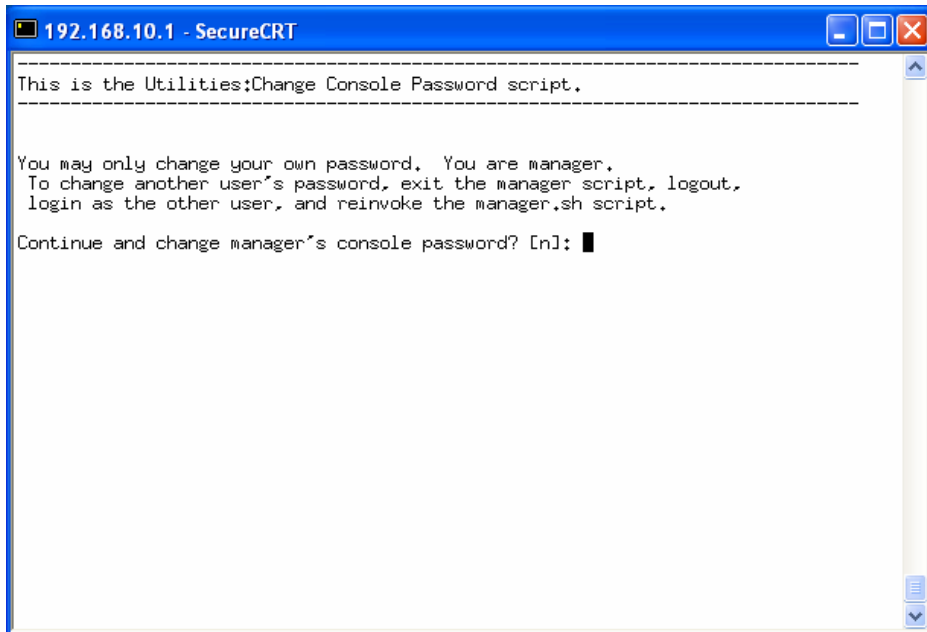 192.168.10.1 - SecureCRT
-------------------------------------------------------------------------------
This is the Utilities:Change Console Password script.
-------------------------------------------------------------------------------
You may only change your own password.  You are manager.
 To change another user´s password, exit the manager script, logout,
 login as the other user, and reinvoke the manager.sh script.
Continue and change manager´s console password? [n]: